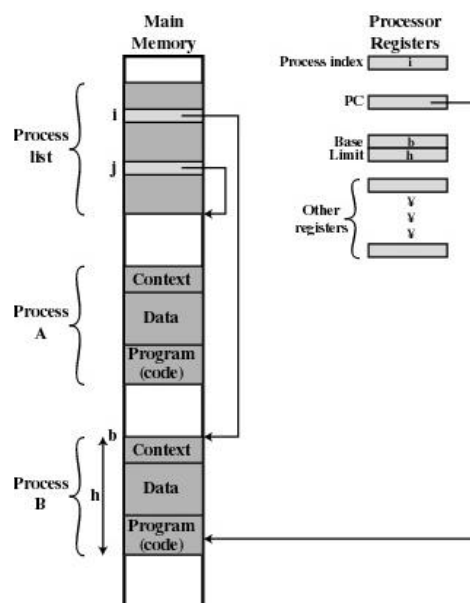 Main
Memory
Processor
Registers
Process index
i
PC
Base
b
Limit
h
Other
registers
¥
¥
¥
Process
list
i
j
Process
A
Context
Data
Program
(code)
Process
B
b
h
Context
Data
Program
(code)